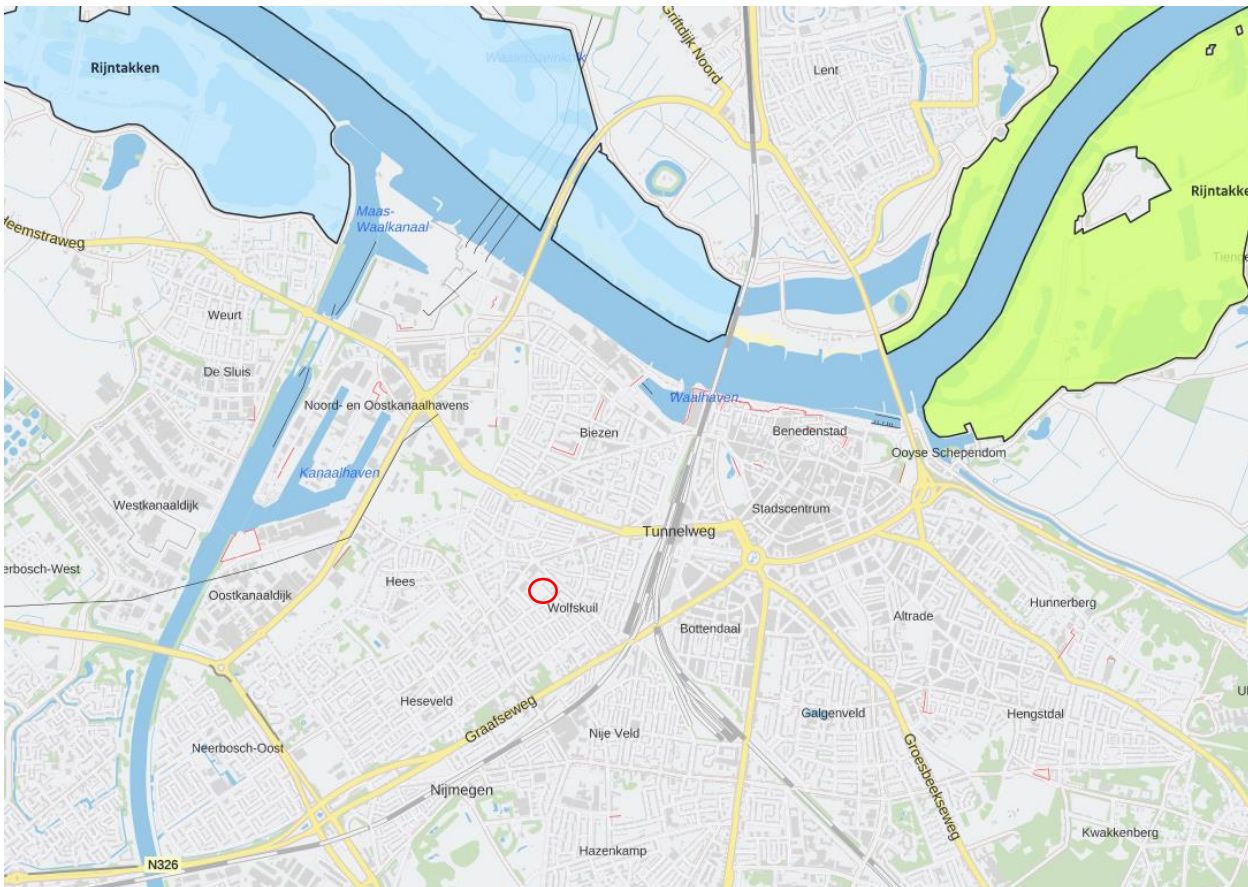 Griftdijk Noord
Rijntakken
Lent
Rijntakke
Maas-
Waalkanaal
Heemstraweg
Weurt
De Sluis
Noord- en Oostkanaalhavens
Waalhaven
Biezen
Benedenstad
Ooyse Schependom
Kanaalhaven
Westkanaaldijk
Stadscentrum
Tunnelweg
erbosch-West
Hees
Oostkanaaldijk
Wolfskuil
Hunnerberg
Altrade
Bottendaal
Heseveld
Graafseweg
Galgenveld
Hengstdal
Nije Veld
Neerbosch-Oost
Groesbeekseweg
Nijmegen
Kwakkenberg
Hazenkamp
N326